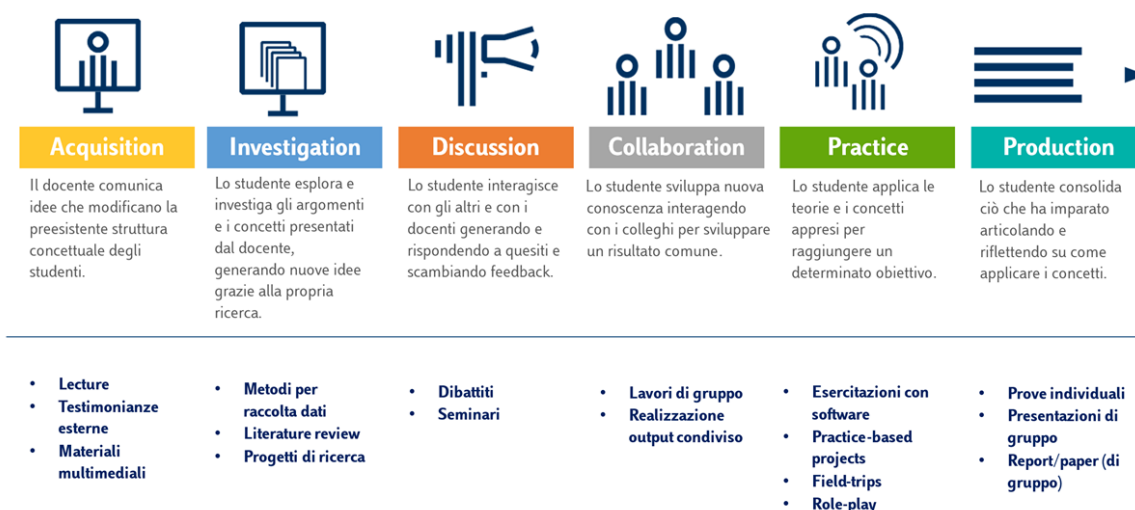 Acquisition
Il docente comunica
idee che modificano la
preesistente struttura
concettuale degli
studenti.
Investigation
Lo studente esplora e
investiga gli argomenti
e i concetti presentati
dal docente,
generando nuove idee
grazie alla propria
ricerca.
Discussion
Lo studente interagisce
con gli altri e con i
docenti generando e
rispondendo a quesiti e
scambiando feedback.
Collaboration
Lo studente sviluppa nuova
conoscenza interagendo
con i colleghi per sviluppare
un risultato comune.
Practice
Lo studente applica le
teorie e i concetti
appresi per
raggiungere un
determinato obiettivo.
Production
Lo studente consolida
ciò che ha imparato
articolando e
riflettendo su come
applicare i concetti.
• Lecture
• Testimonianze
esterne
• Materiali
multimediali
• Metodi per
raccolta dati
• Literature review
• Progetti di ricerca
• Dibattiti
• Seminari
• Lavori di gruppo
• Realizzazione
output condiviso
• Esercitazioni con
software
• Practice-based
projects
• Field-trips
• Role-play
• Prove individuali
• Presentazioni di
gruppo
• Report/paper (di
gruppo)